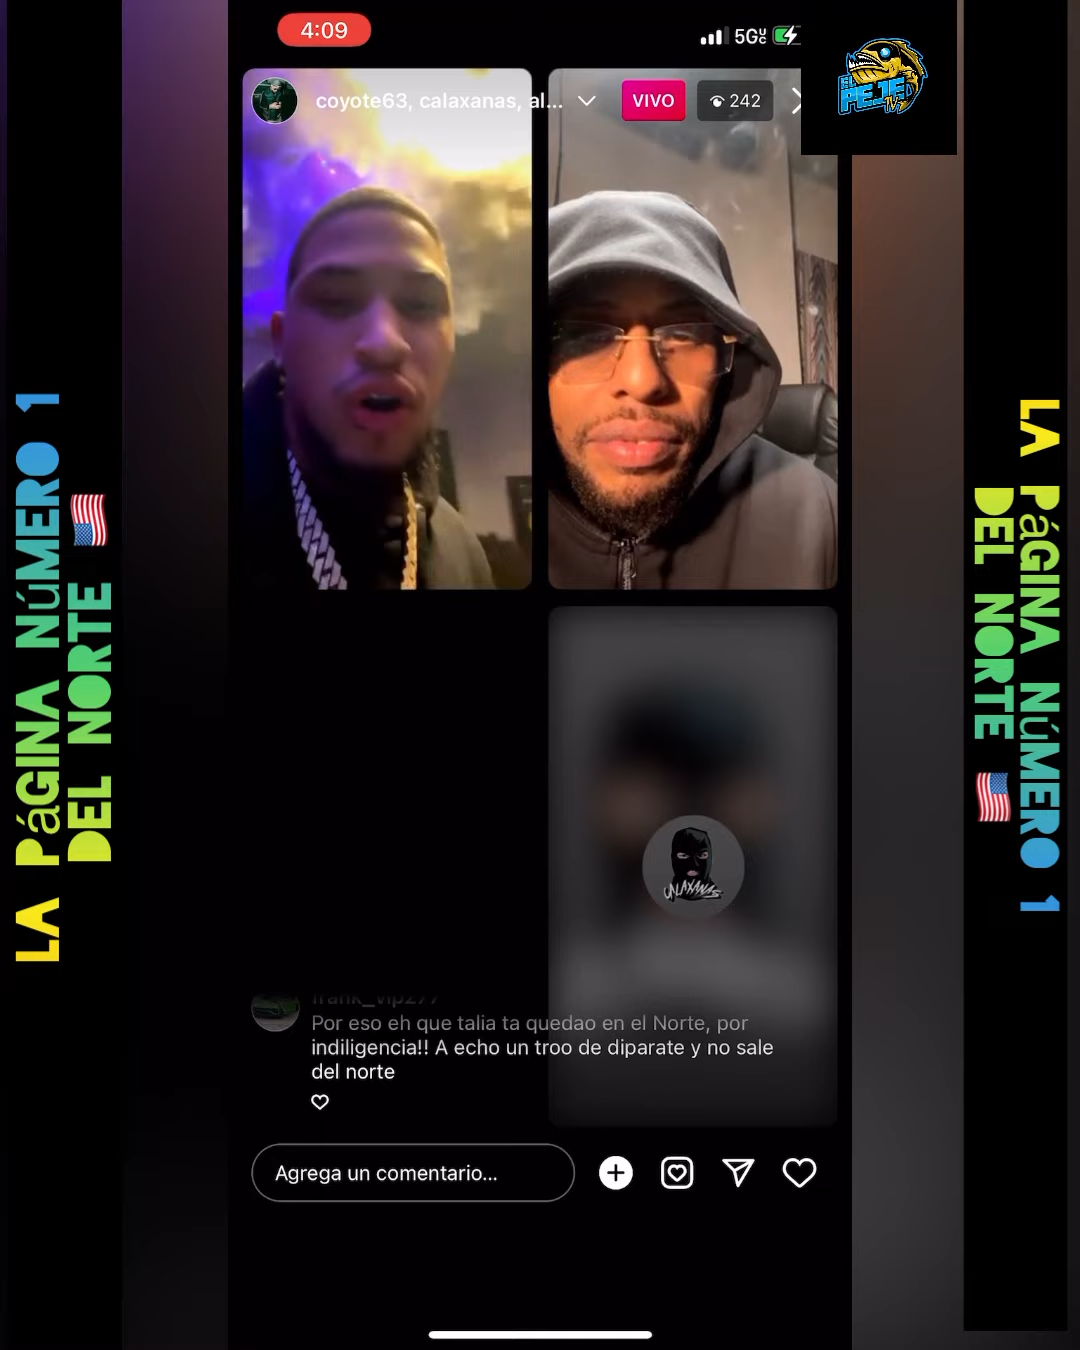 4:09
5GUC
coyote63, calaxanas, al...
VIVO
242
EL
PEJE
TV
LA PáGINA NúMERO 1
DEL NORTE
LA PáGINA NúMERO 1
DEL NORTE
CALAXANAS
frank_vip277
Por eso eh que talia ta quedao en el Norte, por
indiligencia!! A echo un troo de diparate y no sale
del norte
Agrega un comentario...